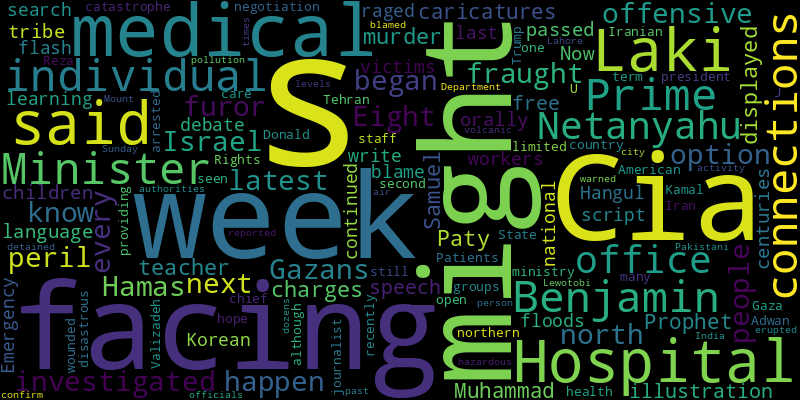 search catastrophe negotiation
raged caricatures offensive
tribe medical murder last passed
flash blamed Trump one Iranian
Reza times Lahore Now Laki
individual pollution victims fraught
learning levels began Department term president
Mount care Tehran U Prime displayed connections
furor S Eight orally free
said debate Donald staff limited country Netanyahu
Sunday arrested Israel Rights write workers volcanic city activity option
Minister seen blame second might warned American
children latest continued Samuel Cia Hangul Kamal
know week national script Iran centuries
every providing authorities air Paty State office people
language reported still Patients Pakistani
peril teacher Gazans ministry
detained Hamas next charges speech groups many Lewotobi Gaza
Emergency facing chief open person Benjamin Adwan
wounded disastrous Valizadeh hope dozens although recently northern floods Prophet erupted
Korean happen journalist hazardous north India
investigated past Hospital
confirm officials Muhammad health illustration